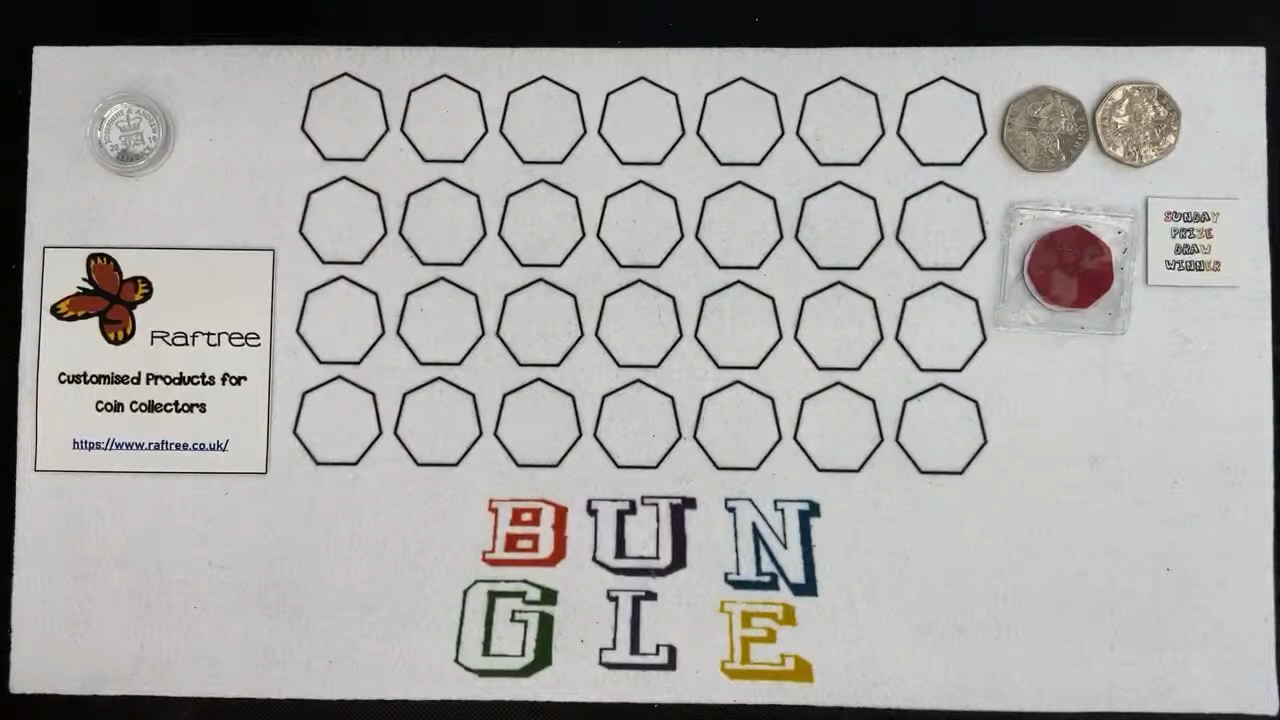 Raftree
Customised Products for
Coin Collectors
https://www.raftree.co.uk/
SUNDAY
PRIZE
DRAW
WINNER
BUN
GLE